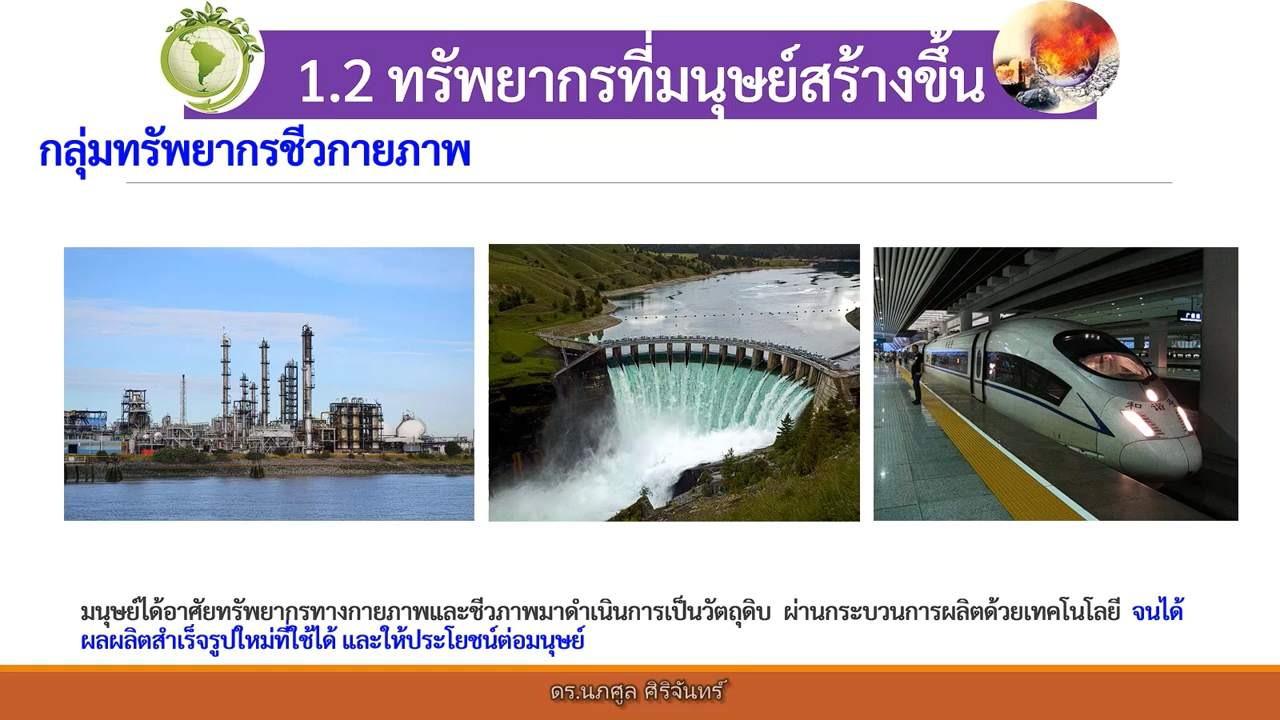 1.2 ทรัพยากรที่มนุษย์สร้างขึ้น
กลุ่มทรัพยากรชีวกายภาพ
和谐号
มนุษย์ได้อาศัยทรัพยากรทางกายภาพและชีวภาพมาดำเนินการเป็นวัตถุดิบ ผ่านกระบวนการผลิตด้วยเทคโนโลยี จนได้
ผลผลิตสำเร็จรูปใหม่ที่ใช้ได้ และให้ประโยชน์ต่อมนุษย์
ดร.นภศูล ศิริจันทร์